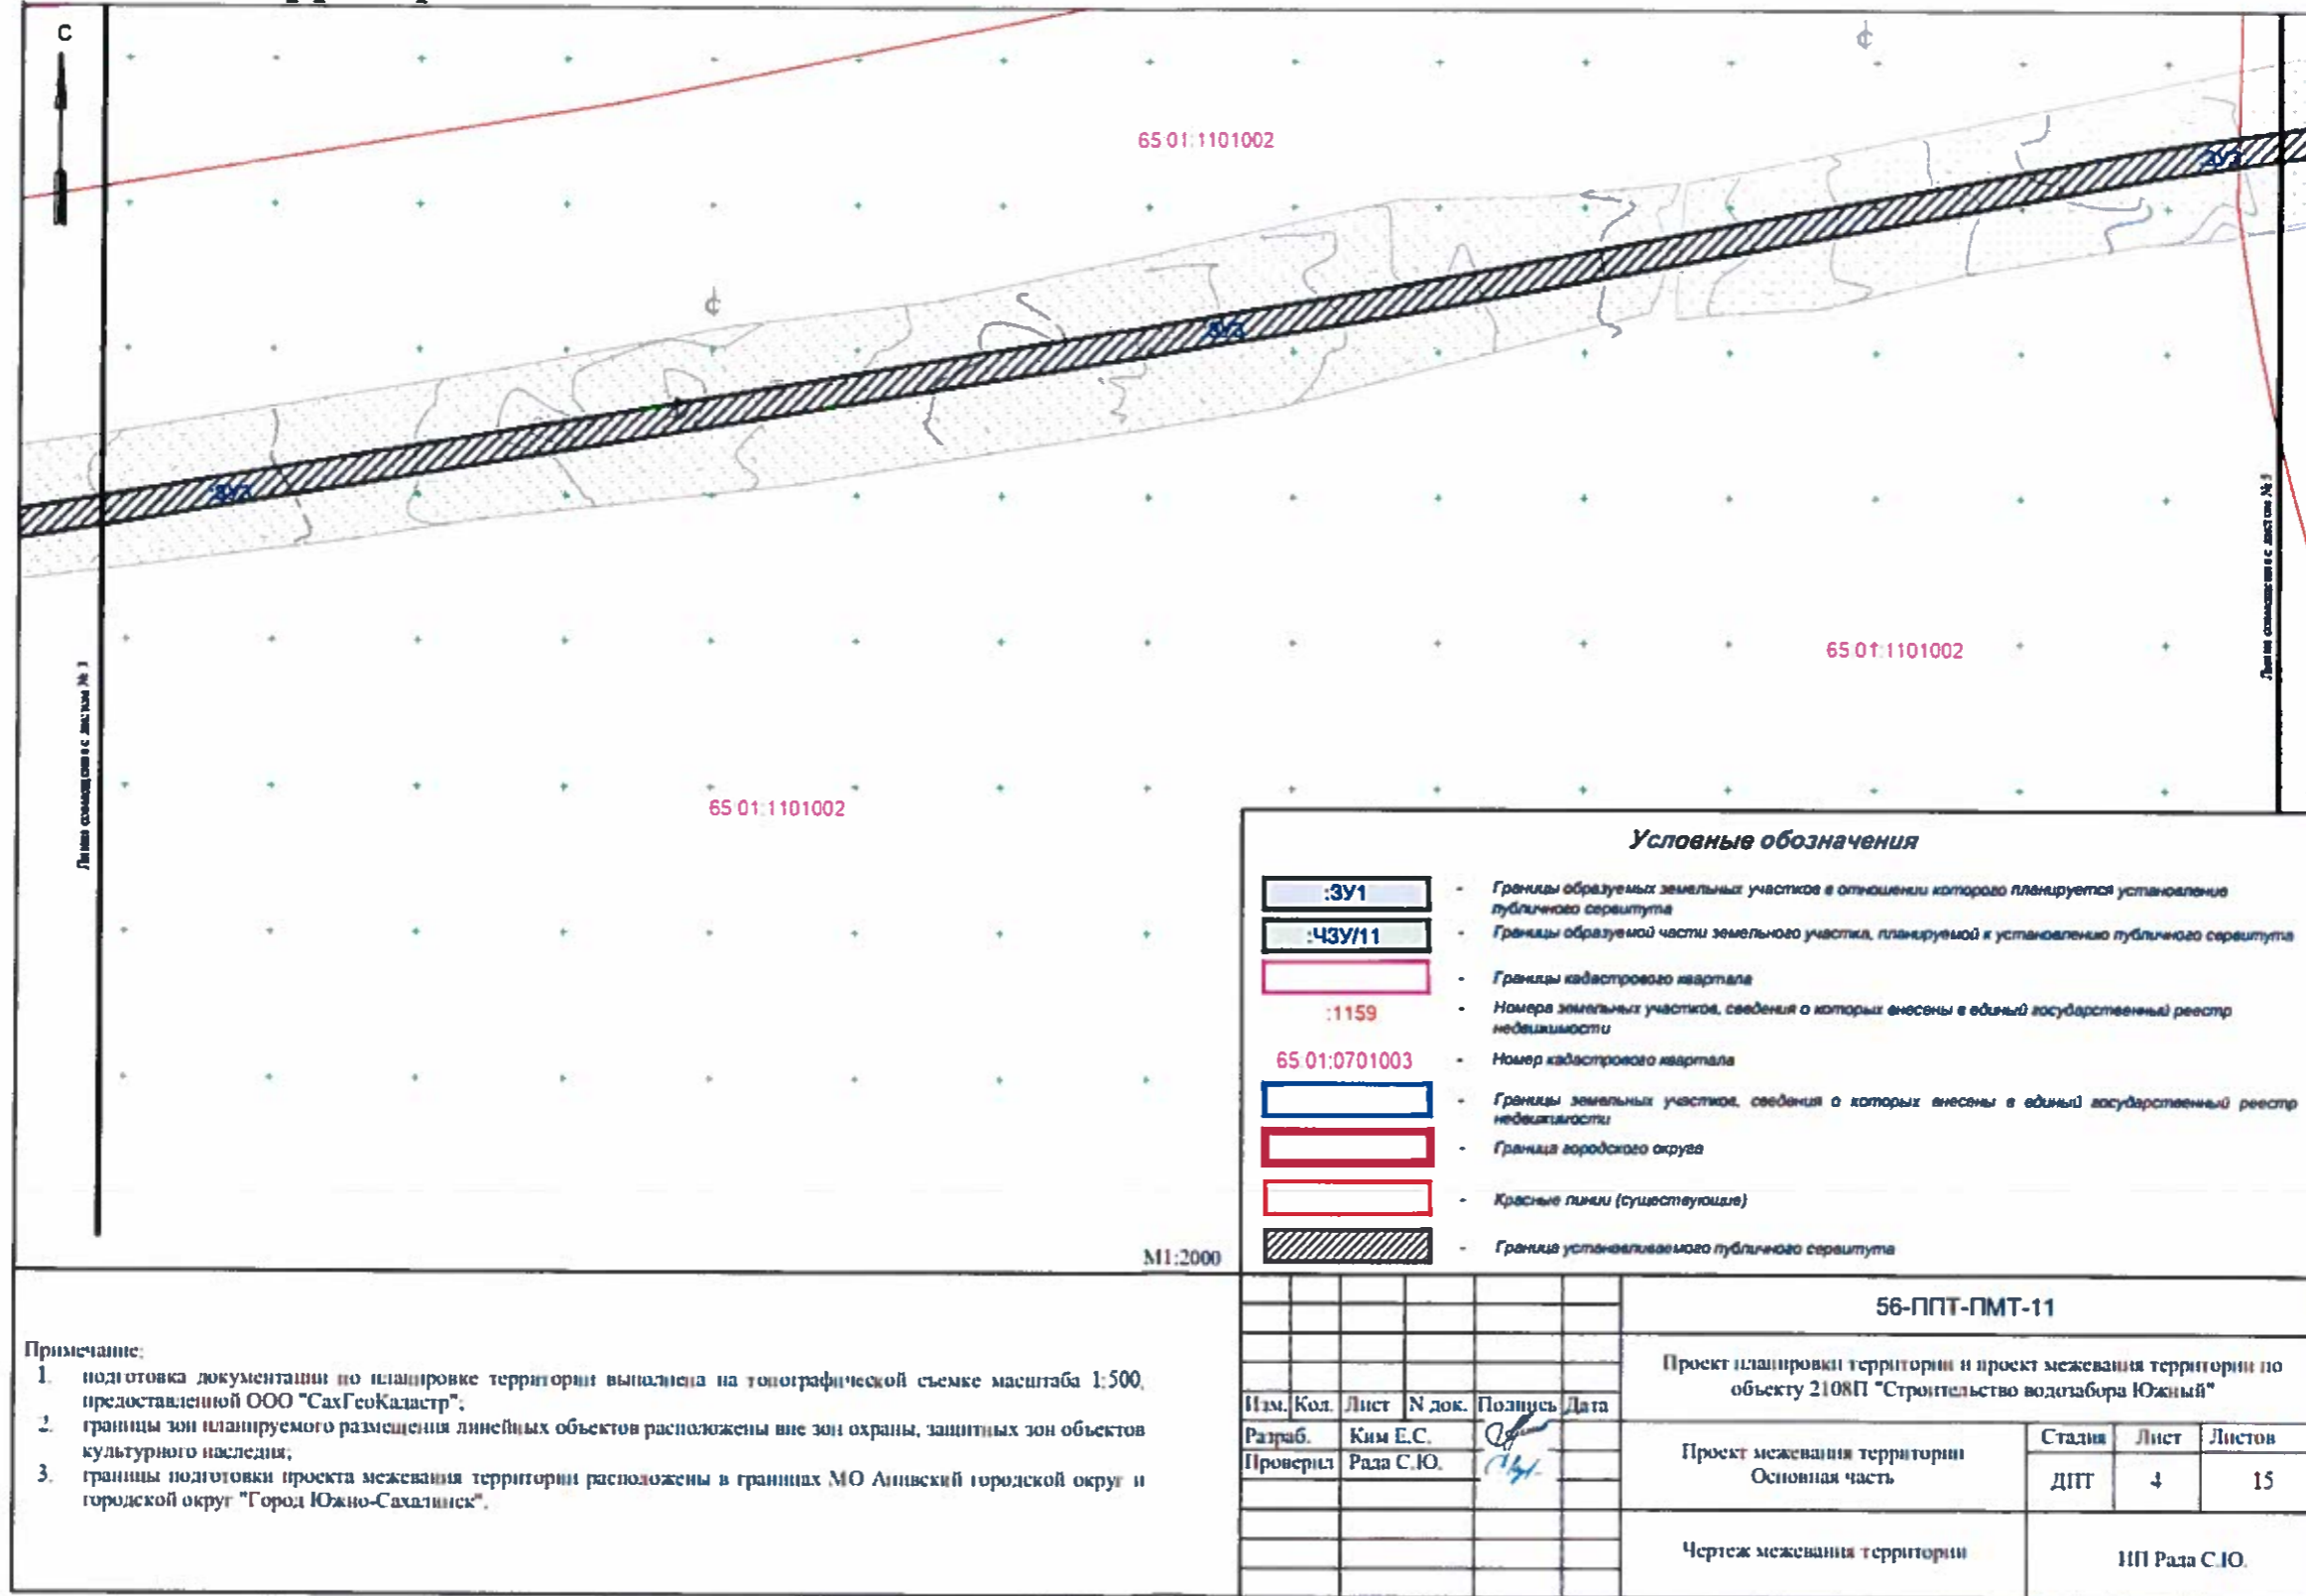 С
65 01:1101002
:ЗУ3
:ЗУ3
:ЗУ3
65 01:1101002
65 01:1101002
Линия совмещения с листом № 3
Линия совмещения с листом № 5
Условные обозначения
:ЗУ1 - Границы образуемых земельных участков в отношении которого планируется установление
публичного сервитута
:ЧЗУ/11 - Границы образуемой части земельного участка, планируемой к установлению публичного сервитута
- Границы кадастрового квартала
:1159 - Номера земельных участков, сведения о которых внесены в единый государственный реестр
недвижимости
65 01:0701003 - Номер кадастрового квартала
- Границы земельных участков, сведения о которых внесены в единый государственный реестр
недвижимости
- Граница городского округа
- Красные линии (существующие)
- Граница устанавливаемого публичного сервитута
М1:2000
Примечание:
1. подготовка документации по планировке территории выполнена на топографической съемке масштаба 1:500,
предоставленной ООО "СахГеоКадастр";
2. границы зон планируемого размещения линейных объектов расположены вне зон охраны, защитных зон объектов
культурного наследия;
3. границы подготовки проекта межевания территории расположены в границах МО Анивский городской округ и
городской округ "Город Южно-Сахалинск".
Изм. Кол. Лист N док. Подпись Дата
Разраб. Ким Е.С.
Проверил Рада С.Ю.
56-ППТ-ПМТ-11
Проект планировки территории и проект межевания территории по
объекту 2108П "Строительство водозабора Южный"
Проект межевания территории
Основная часть
Стадия Лист Листов
ДПТ 4 15
Чертеж межевания территории
ИП Рада С.Ю.